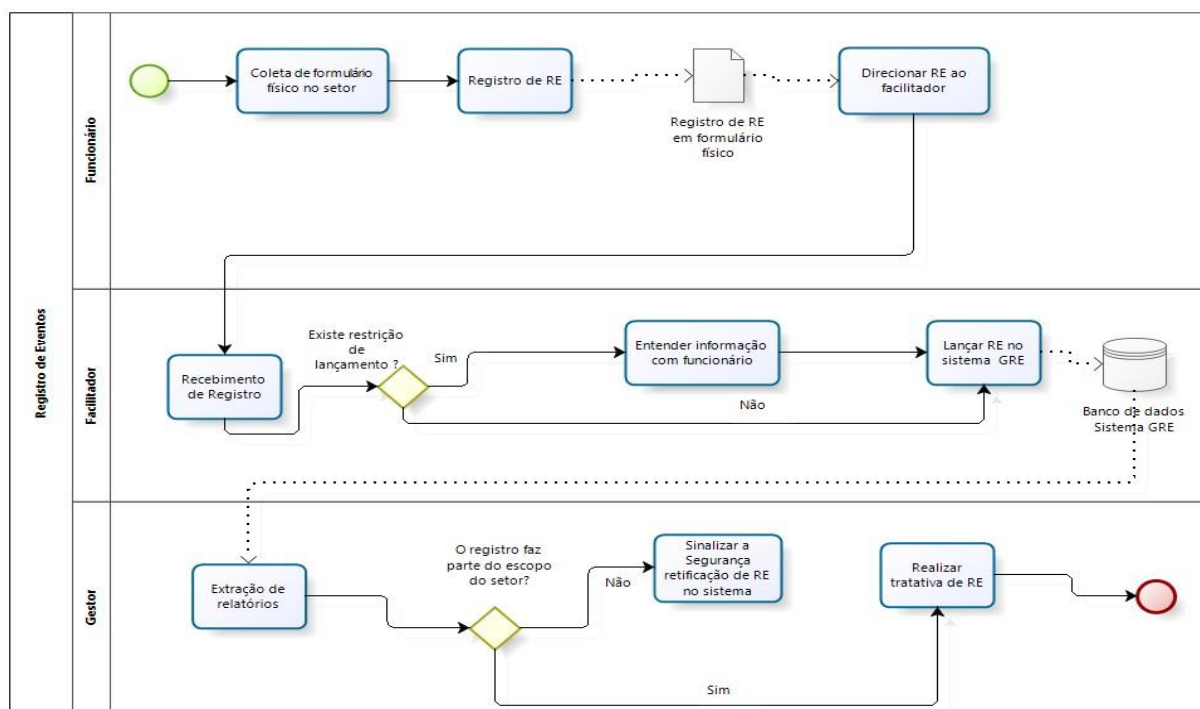 Registro de Eventos
Funcionário
Coleta de formulário
físico no setor
Registro de RE
Registro de RE
em formulário
físico
Direcionar RE ao
facilitador
Facilitador
Recebimento
de Registro
Existe restrição
de
lançamento ?
Sim
Não
Entender informação
com funcionário
Lançar RE no
sistema GRE
Banco de dados
Sistema GRE
Gestor
Extração de
relatórios
O registro faz
parte do escopo
do setor?
Não
Sim
Sinalizar a
Segurança
retificação de RE
no sistema
Realizar
tratativa de RE